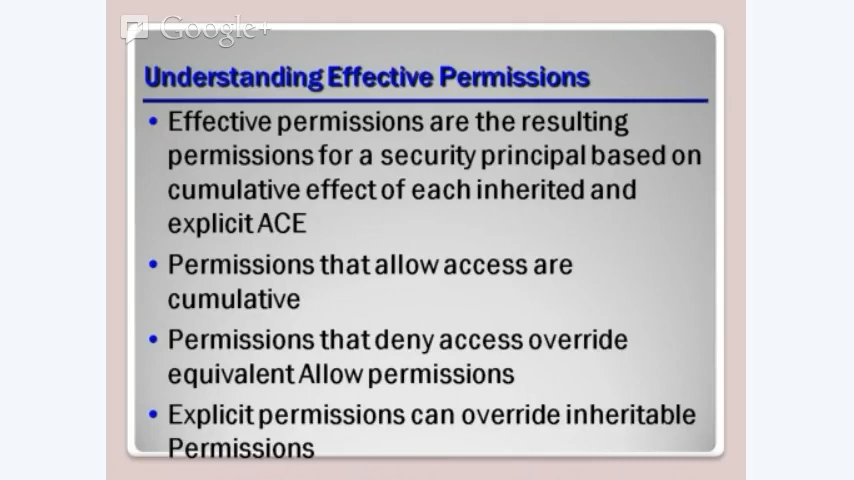 Google+
Understanding Effective Permissions
• Effective permissions are the resulting
permissions for a security principal based on
cumulative effect of each inherited and
explicit ACE
• Permissions that allow access are
cumulative
• Permissions that deny access override
equivalent Allow permissions
• Explicit permissions can override inheritable
Permissions